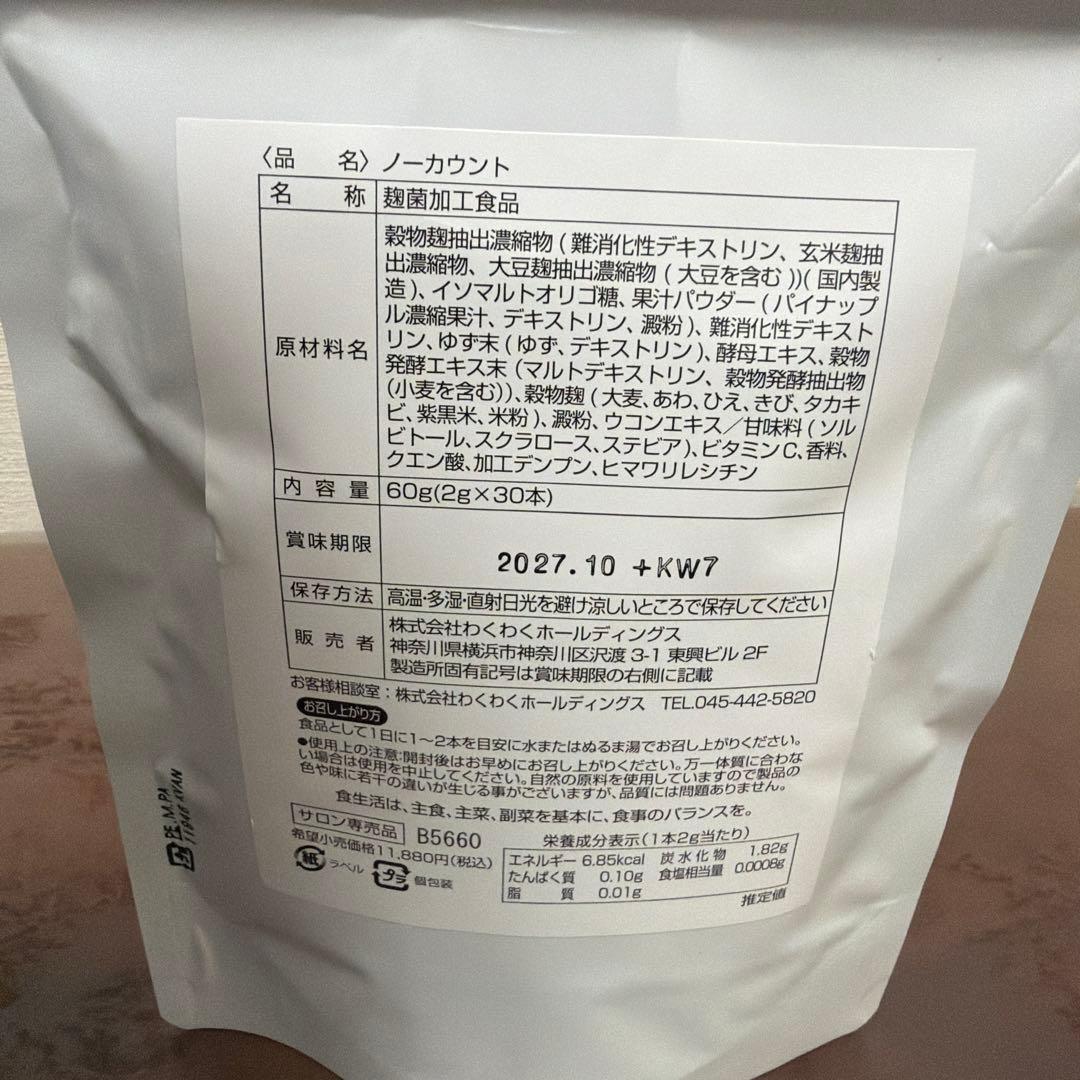 〈品　名〉ノーカウント
名　称 麹菌加工食品
原材料名
穀物麹抽出濃縮物(難消化性デキストリン、玄米麹抽
出濃縮物、大豆麹抽出濃縮物(大豆を含む))(国内製
造)、イソマルトオリゴ糖、果汁パウダー(パイナップ
ル濃縮果汁、デキストリン、澱粉)、難消化性デキスト
リン、ゆず末(ゆず、デキストリン)、酵母エキス、穀物
発酵エキス末(マルトデキストリン、穀物発酵抽出物
(小麦を含む))、穀物麹(大麦、あわ、ひえ、きび、タカキ
ビ、紫黒米、米粉)、澱粉、ウコンエキス／甘味料(ソル
ビトール、スクラロース、ステビア)、ビタミンC、香料、
クエン酸、加工デンプン、ヒマワリレシチン
内容量 60g(2g×30本)
賞味期限 2027.10 +KW7
保存方法 高温・多湿・直射日光を避け涼しいところで保存してください
販売者
株式会社わくわくホールディングス
神奈川県横浜市神奈川区沢渡3-1 東興ビル2F
製造所固有記号は賞味期限の右側に記載
お客様相談室：株式会社わくわくホールディングス TEL.045-442-5820
お召し上がり方
食品として1日に1〜2本を目安に水またはぬるま湯でお召し上がりください。
●使用上の注意:開封後はお早めにお召し上がりください。万一体質に合わな
い場合は使用を中止してください。自然の原料を使用していますので製品の
色や味に若干の違いが生じる事がございますが、品質には問題ありません。
食生活は、主食、主菜、副菜を基本に、食事のバランスを。
サロン専売品 B5660
希望小売価格11,880円(税込)
紙 ラベル プラ 個包装
栄養成分表示(1本2g当たり)
エネルギー 6.85kcal 炭水化物 1.82g
たんぱく質 0.10g 食塩相当量 0.0008g
脂　質 0.01g
推定値
プラ PE,M,PA